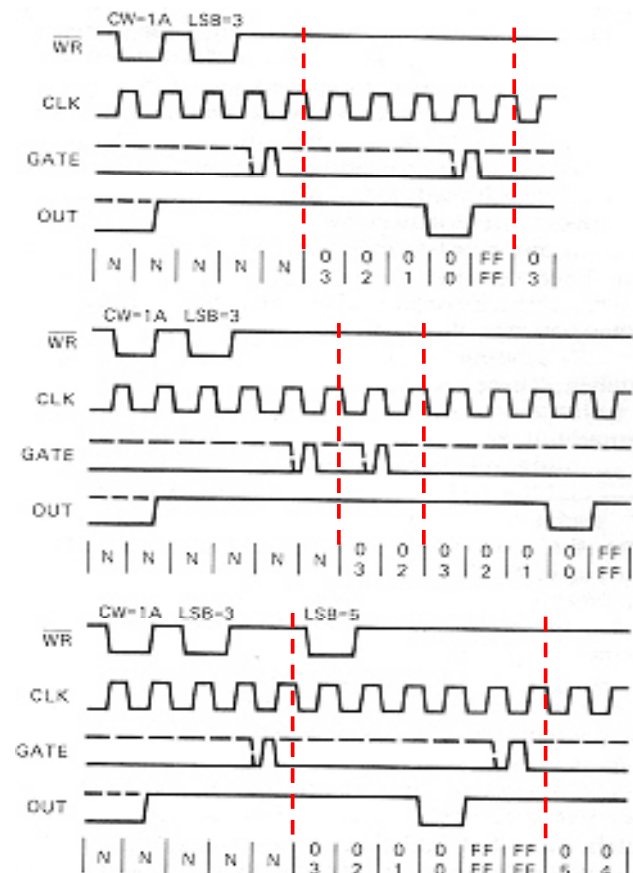 CW=1A LSB=3
WR
CLK
GATE
OUT
N N N N N 0 0 0 0 FF 0
3 2 1 0 FF 3
CW=1A LSB=3
WR
CLK
GATE
OUT
N N N N N N 0 0 0 0 0 0 FF
3 2 3 2 1 0 FF
CW=1A LSB=3 LSB=5
WR
CLK
GATE
OUT
N N N N N 0 0 0 0 FF FF 0 0
3 2 1 0 FF FF 5 4